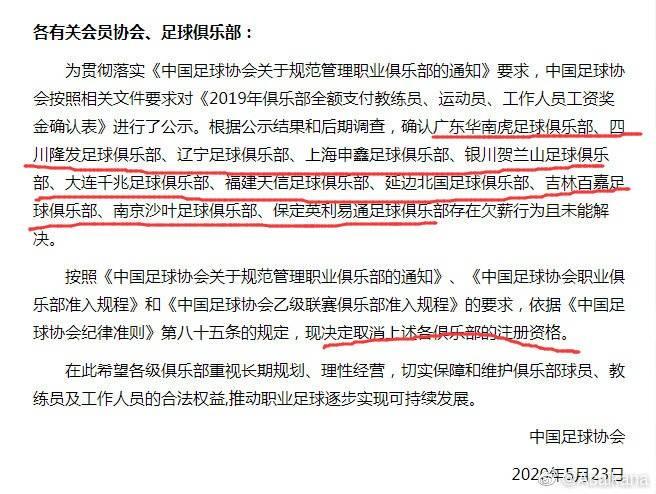 各有关会员协会、足球俱乐部：
为贯彻落实《中国足球协会关于规范管理职业俱乐部的通知》要求，中国足球协
会按照相关文件要求对《2019年俱乐部全额支付教练员、运动员、工作人员工资奖
金确认表》进行了公示。根据公示结果和后期调查，确认广东华南虎足球俱乐部、四
川隆发足球俱乐部、辽宁足球俱乐部、上海申鑫足球俱乐部、银川贺兰山足球俱乐
部、大连千兆足球俱乐部、福建天信足球俱乐部、延边北国足球俱乐部、吉林百嘉足
球俱乐部、南京沙叶足球俱乐部、保定英利易通足球俱乐部存在欠薪行为且未能解
决。
按照《中国足球协会关于规范管理职业俱乐部的通知》、《中国足球协会职业俱
乐部准入规程》和《中国足球协会乙级联赛俱乐部准入规程》的要求，依据《中国足
球协会纪律准则》第八十五条的规定，现决定取消上述各俱乐部的注册资格。
在此希望各级俱乐部重视长期规划、理性经营，切实保障和维护俱乐部球员、教
练员及工作人员的合法权益,推动职业足球逐步实现可持续发展。
中国足球协会
2020年5月23日